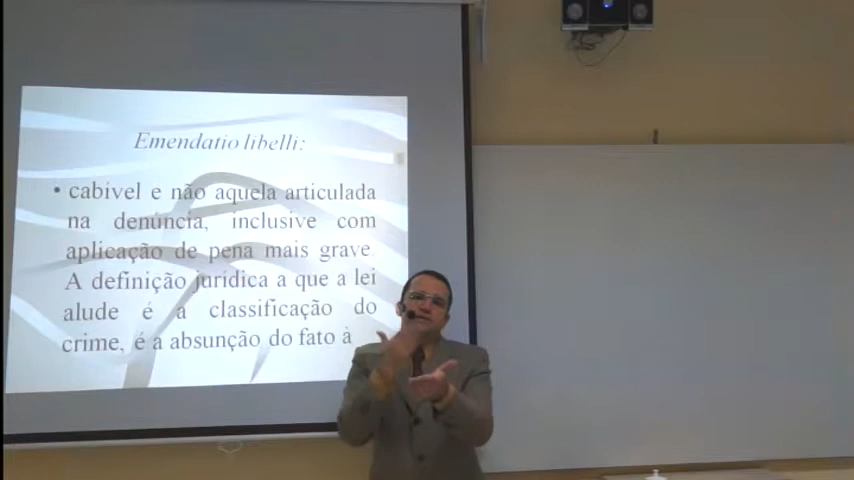 Emendatio libelli:
• cabível e não aquela articulada
na denúncia, inclusive com
aplicação de pena mais grave.
A definição jurídica a que a lei
alude é a classificação do
crime, é a absunção do fato à